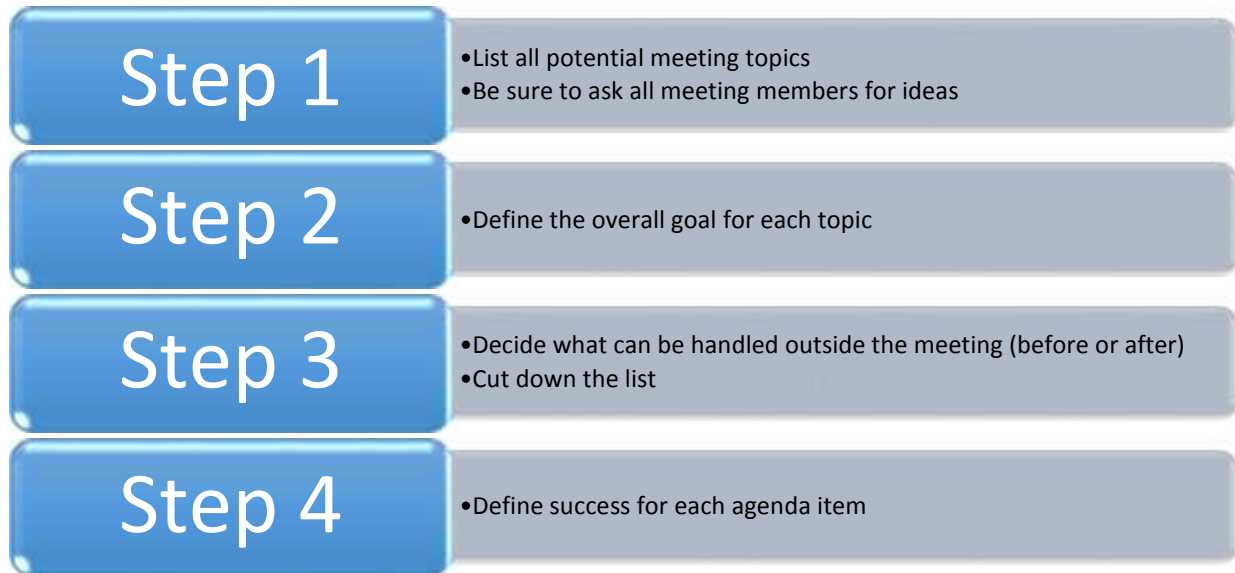 Step 1
•List all potential meeting topics
•Be sure to ask all meeting members for ideas
Step 2
•Define the overall goal for each topic
Step 3
•Decide what can be handled outside the meeting (before or after)
•Cut down the list
Step 4
•Define success for each agenda item